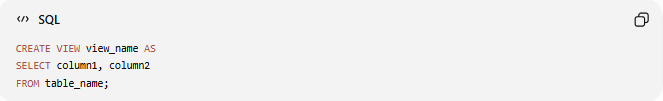 </> SQL
CREATE VIEW view_name AS
SELECT column1, column2
FROM table_name;